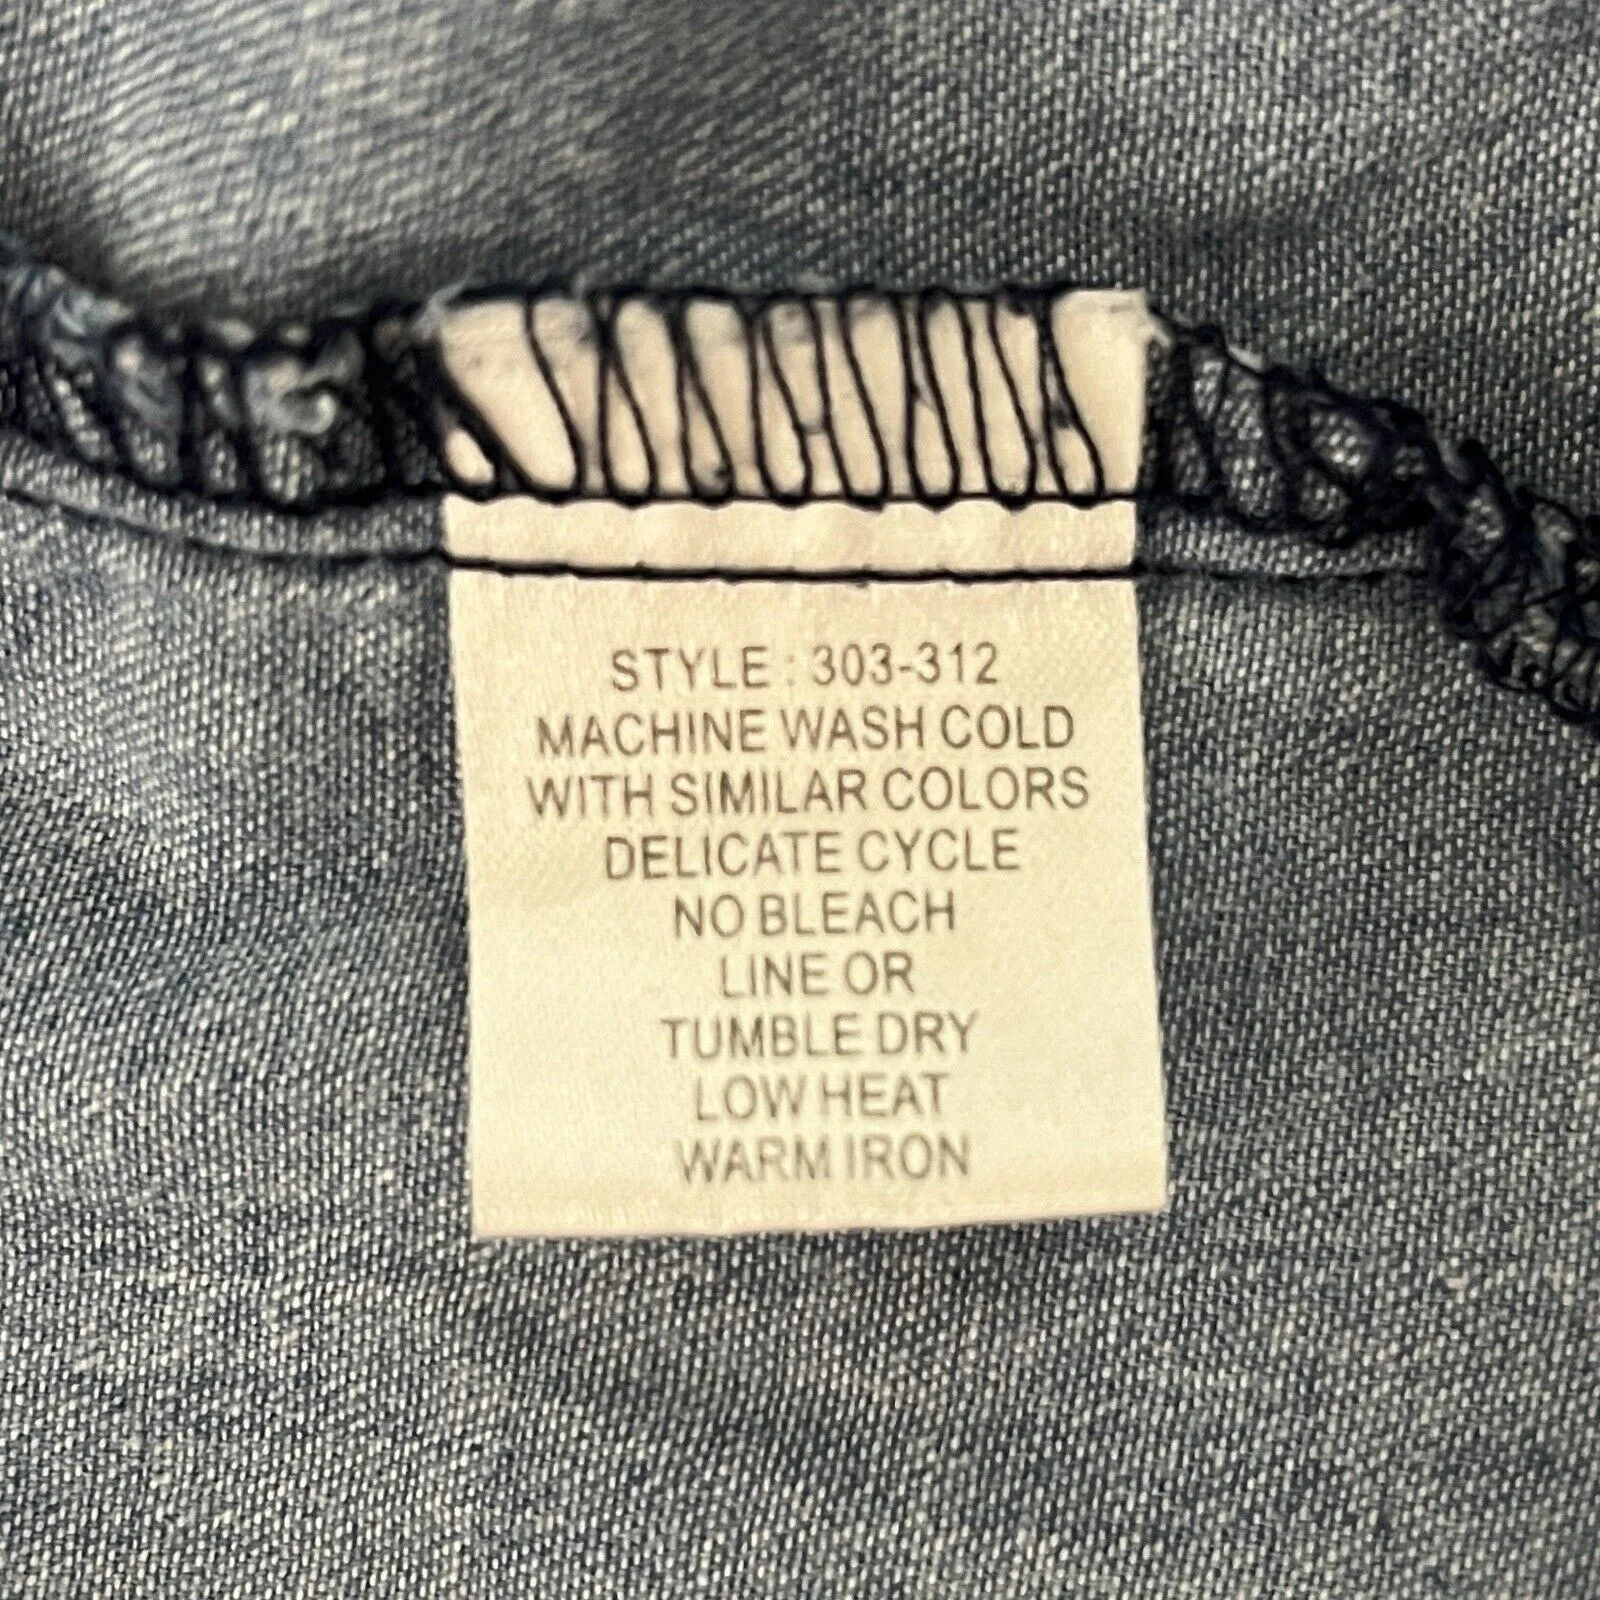 STYLE : 303-312
MACHINE WASH COLD
WITH SIMILAR COLORS
DELICATE CYCLE
NO BLEACH
LINE OR
TUMBLE DRY
LOW HEAT
WARM IRON